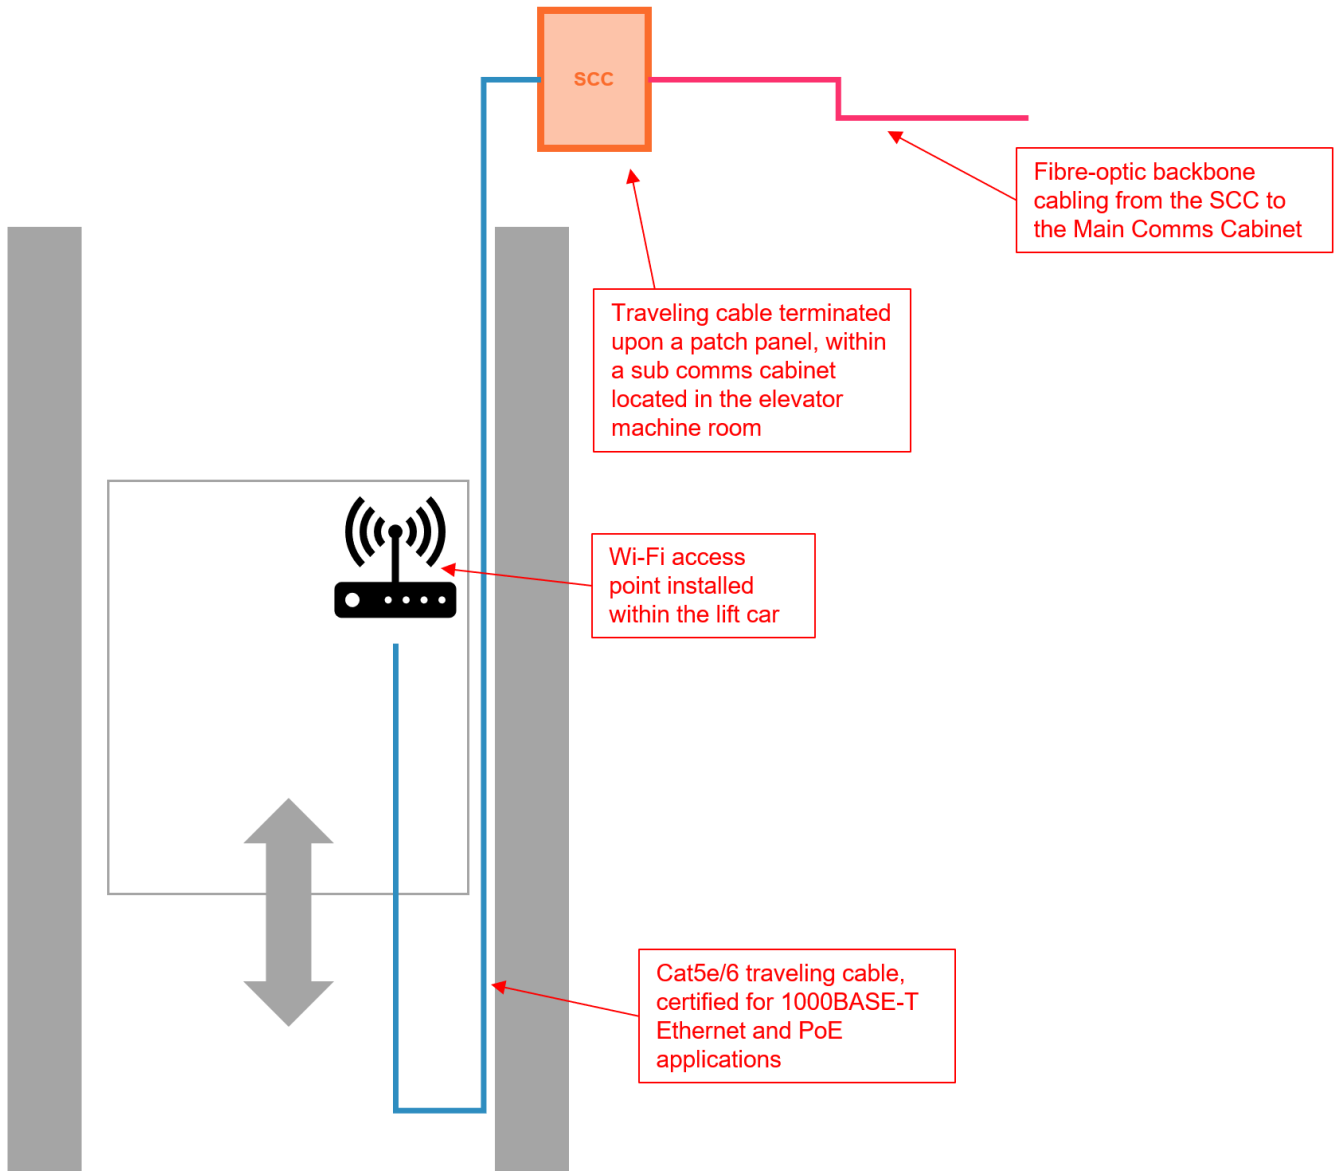 SCC
Fibre-optic backbone
cabling from the SCC to
the Main Comms Cabinet
Traveling cable terminated
upon a patch panel, within
a sub comms cabinet
located in the elevator
machine room
Wi-Fi access
point installed
within the lift car
Cat5e/6 traveling cable,
certified for 1000BASE-T
Ethernet and PoE
applications